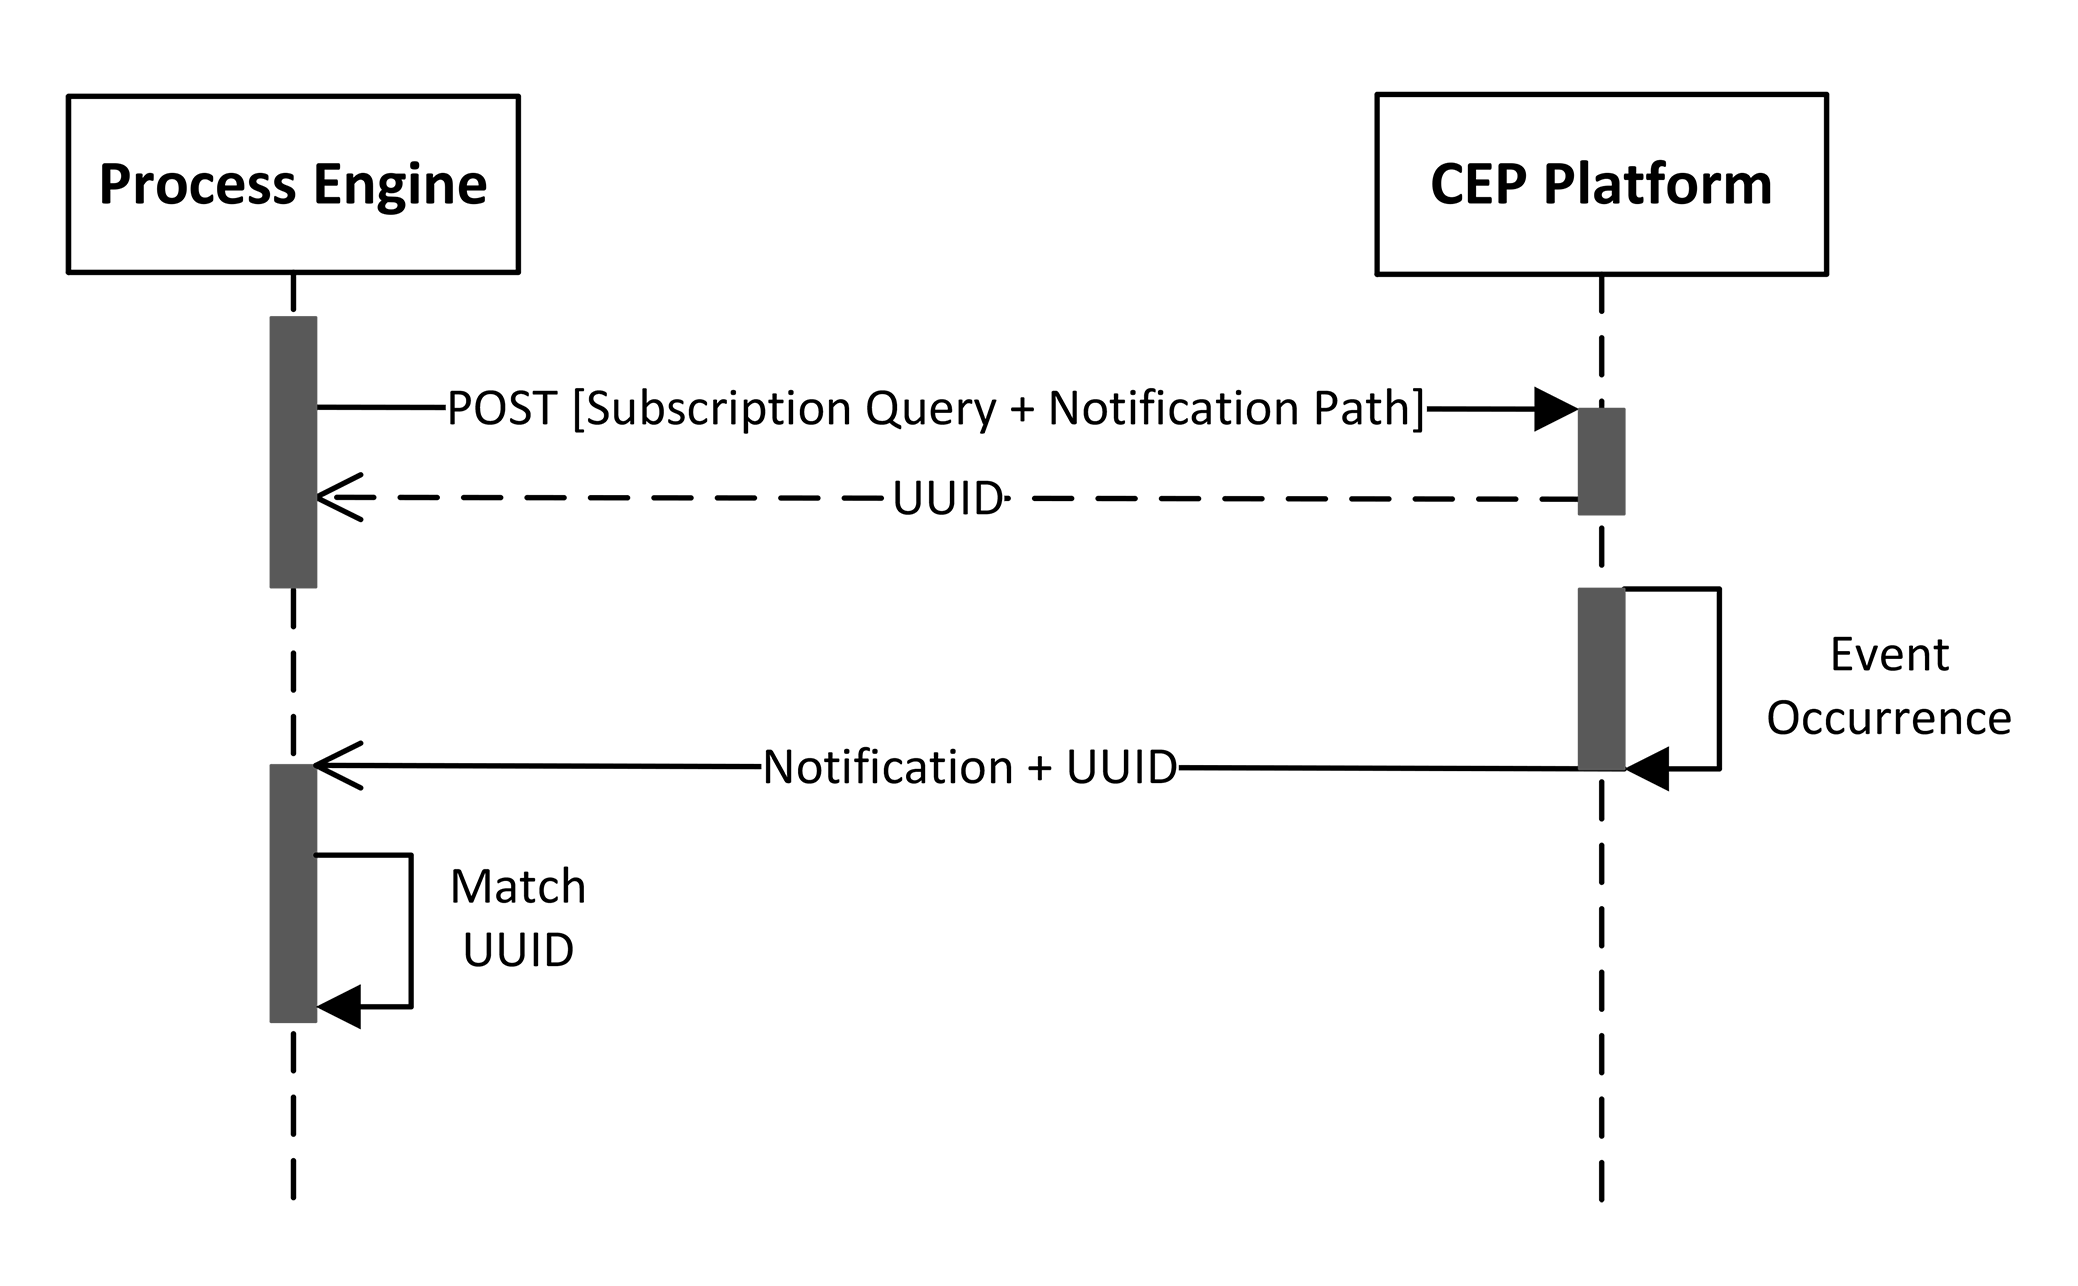 Process Engine
CEP Platform
POST [Subscription Query + Notification Path]
UUID
Event
Occurrence
Notification + UUID
Match
UUID